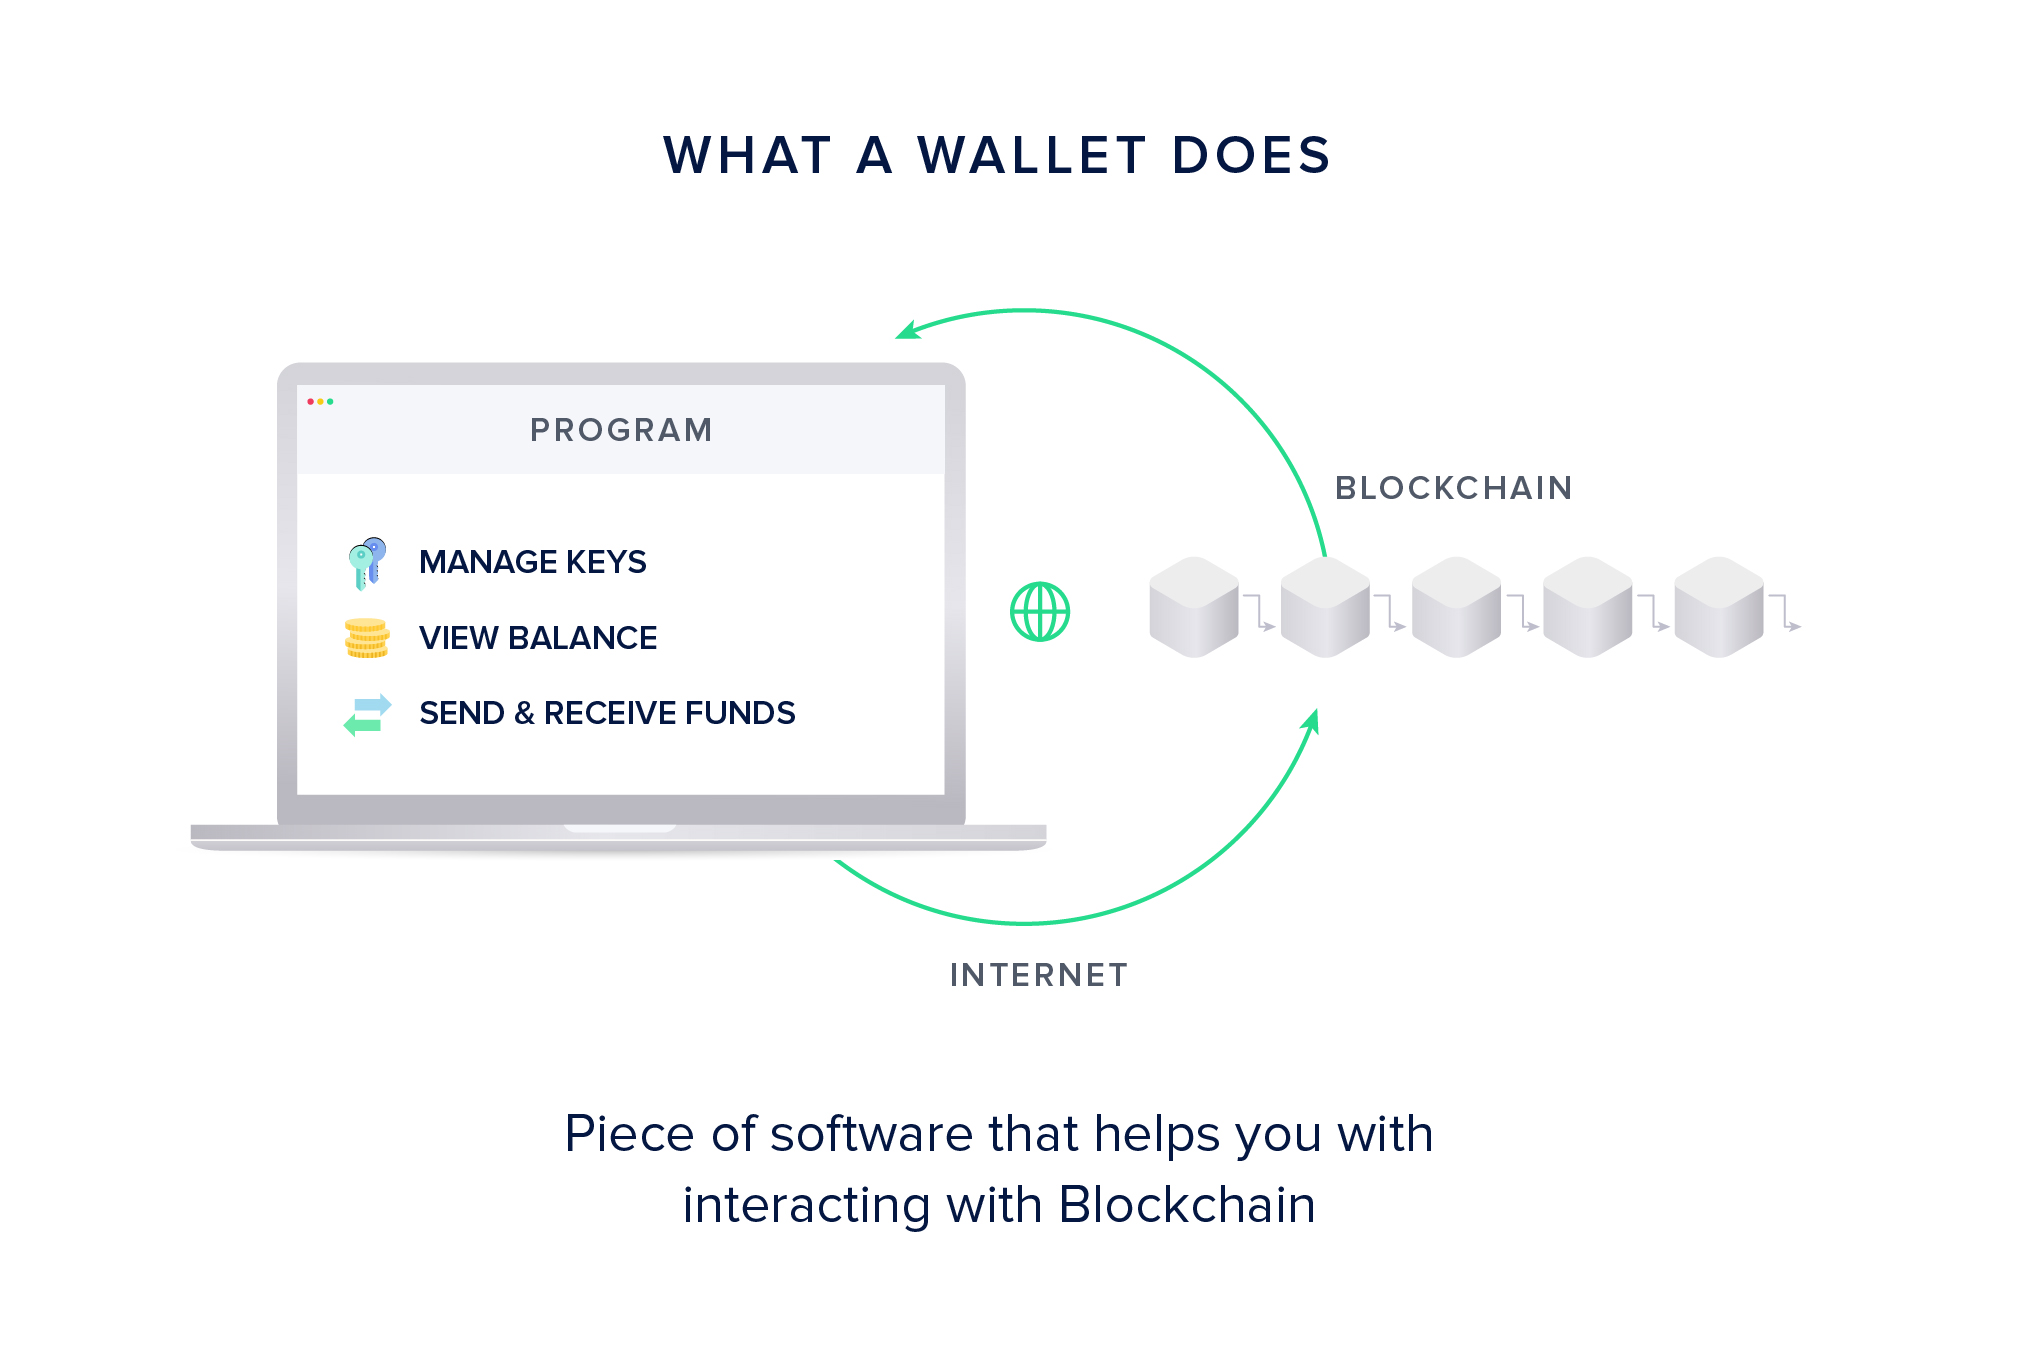 WHAT A WALLET DOES
PROGRAM
MANAGE KEYS
VIEW BALANCE
SEND & RECEIVE FUNDS
BLOCKCHAIN
INTERNET
Piece of software that helps you with
interacting with Blockchain